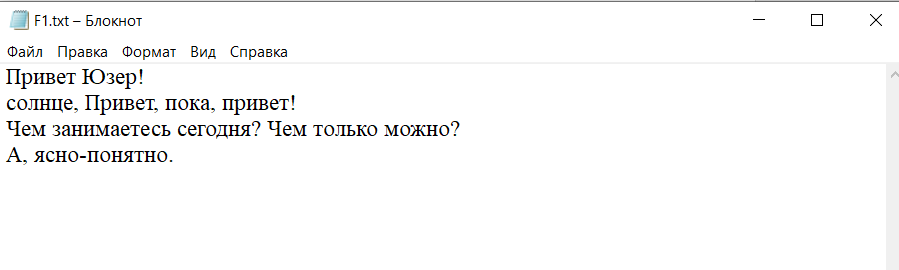 F1.txt – Блокнот
Файл Правка Формат Вид Справка
Привет Юзер!
солнце, Привет, пока, привет!
Чем занимаетесь сегодня? Чем только можно?
А, ясно-понятно.